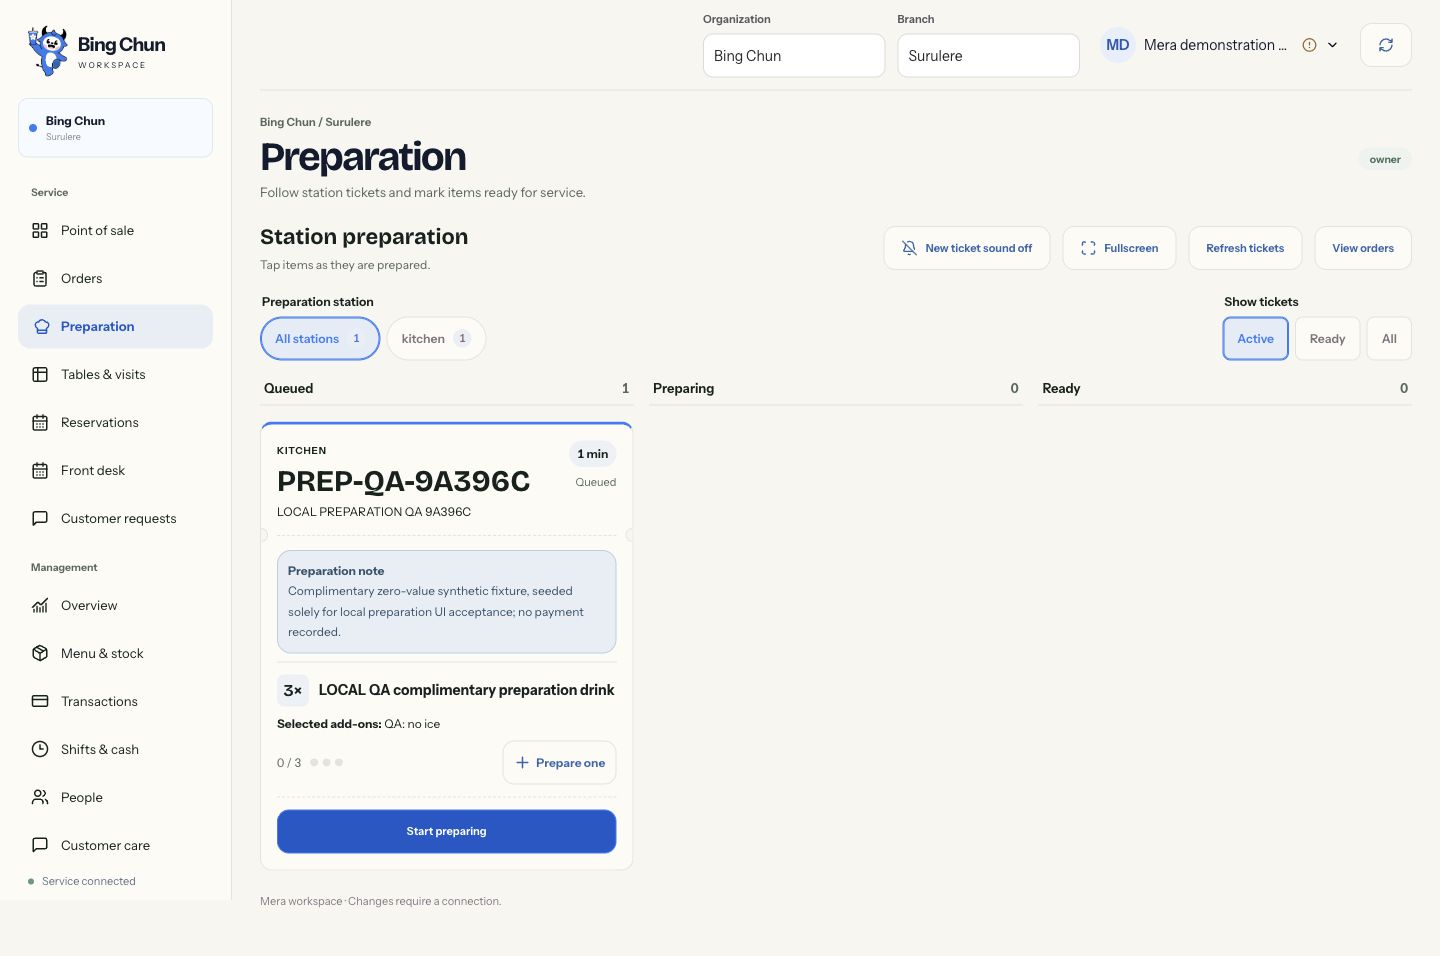 Bing Chun
WORKSPACE
Bing Chun
Surulere
Service
Point of sale
Orders
Preparation
Tables & visits
Reservations
Front desk
Customer requests
Management
Overview
Menu & stock
Transactions
Shifts & cash
People
Customer care
Service connected
Organization
Bing Chun
Branch
Surulere
MD
Mera demonstration ...
Bing Chun / Surulere
Preparation
Follow station tickets and mark items ready for service.
owner
Station preparation
Tap items as they are prepared.
New ticket sound off
Fullscreen
Refresh tickets
View orders
Preparation station
All stations 1
kitchen 1
Show tickets
Active
Ready
All
Queued 1
Preparing 0
Ready 0
KITCHEN
1 min
PREP-QA-9A396C
Queued
LOCAL PREPARATION QA 9A396C
Preparation note
Complimentary zero-value synthetic fixture, seeded
solely for local preparation UI acceptance; no payment
recorded.
3× LOCAL QA complimentary preparation drink
Selected add-ons: QA: no ice
0 / 3
Prepare one
Start preparing
Mera workspace · Changes require a connection.